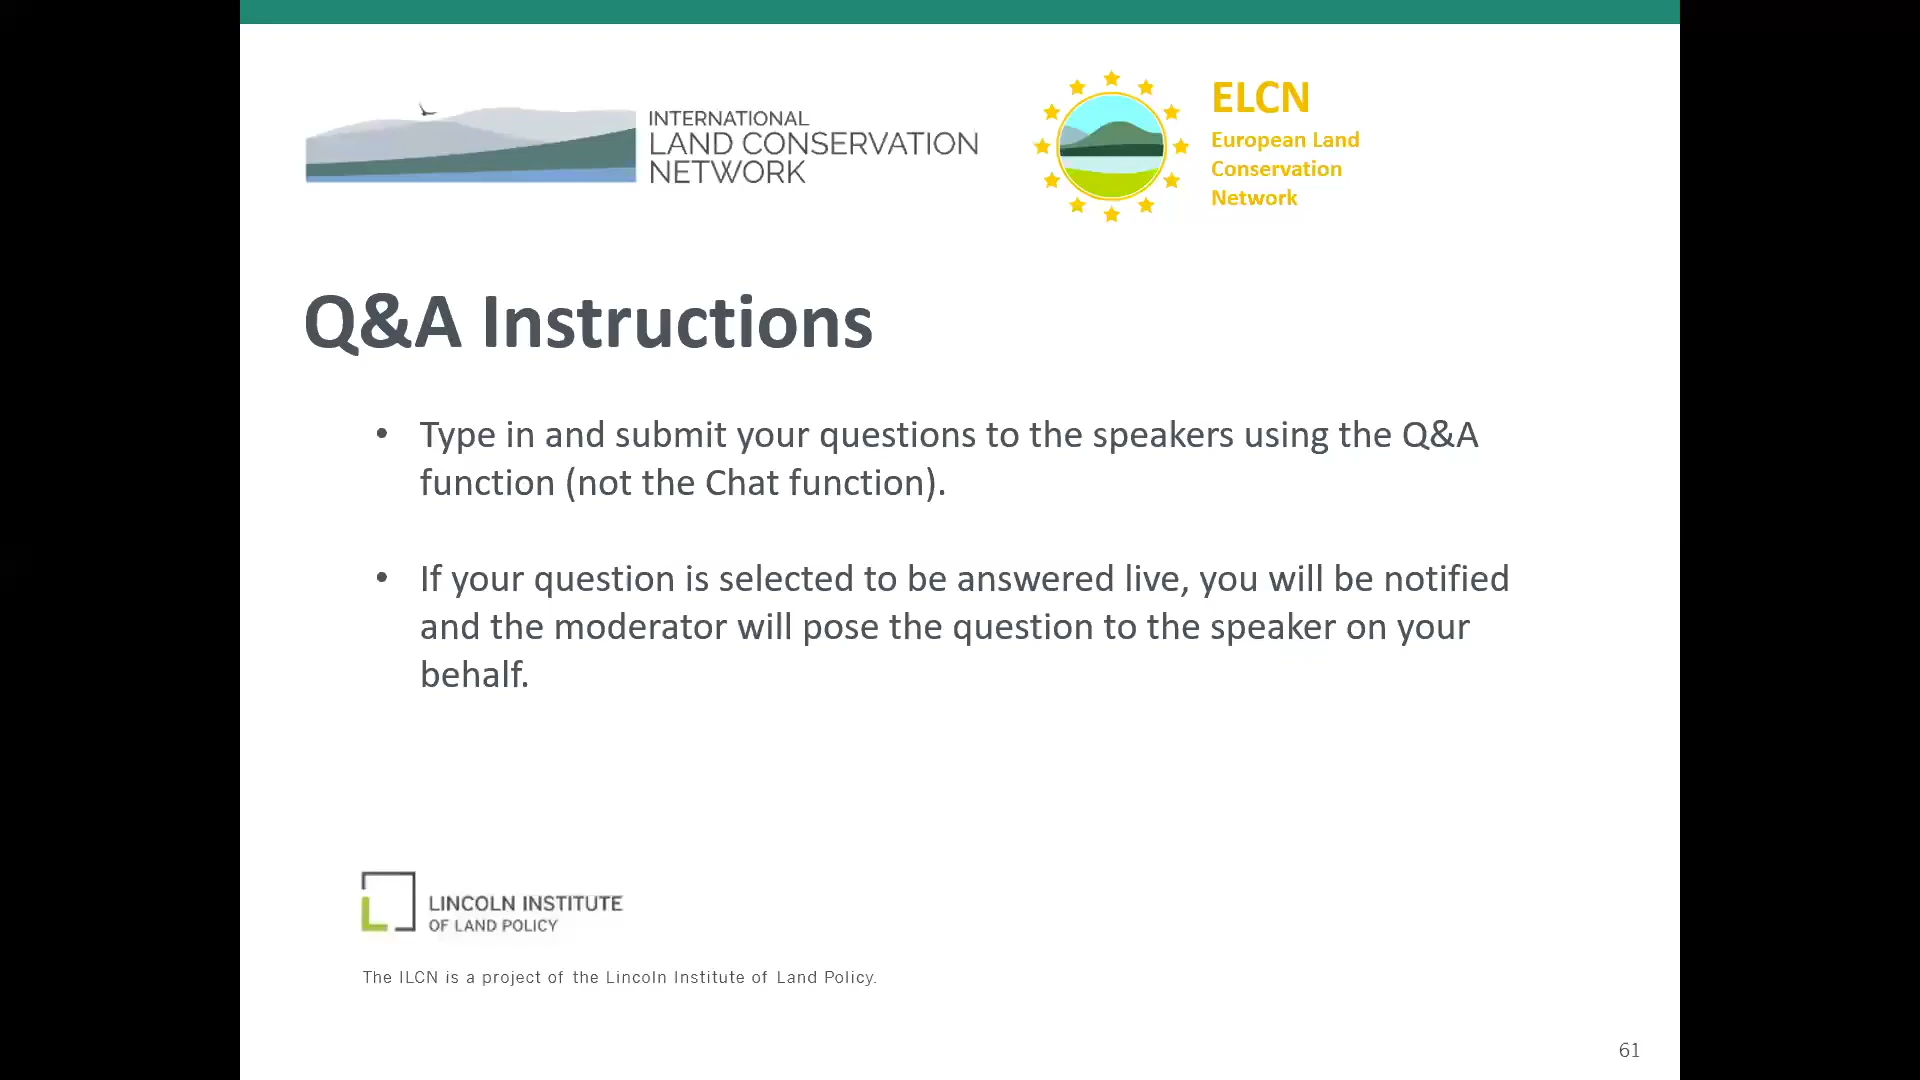 INTERNATIONAL
LAND CONSERVATION
NETWORK
ELCN
European Land
Conservation
Network
Q&A Instructions
• Type in and submit your questions to the speakers using the Q&A
function (not the Chat function).
• If your question is selected to be answered live, you will be notified
and the moderator will pose the question to the speaker on your
behalf.
LINCOLN INSTITUTE
OF LAND POLICY
The ILCN is a project of the Lincoln Institute of Land Policy.
61